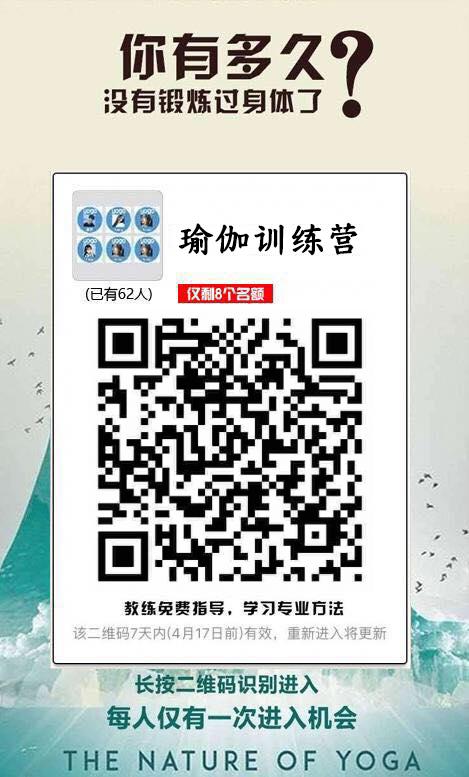 你有多久?
没有锻炼过身体了
瑜伽训练营
(已有62人)
仅剩8个名额
教练免费指导，学习专业方法
该二维码7天内(4月17日前)有效，重新进入将更新
长按二维码识别进入
每人仅有一次进入机会
THE NATURE OF YOGA